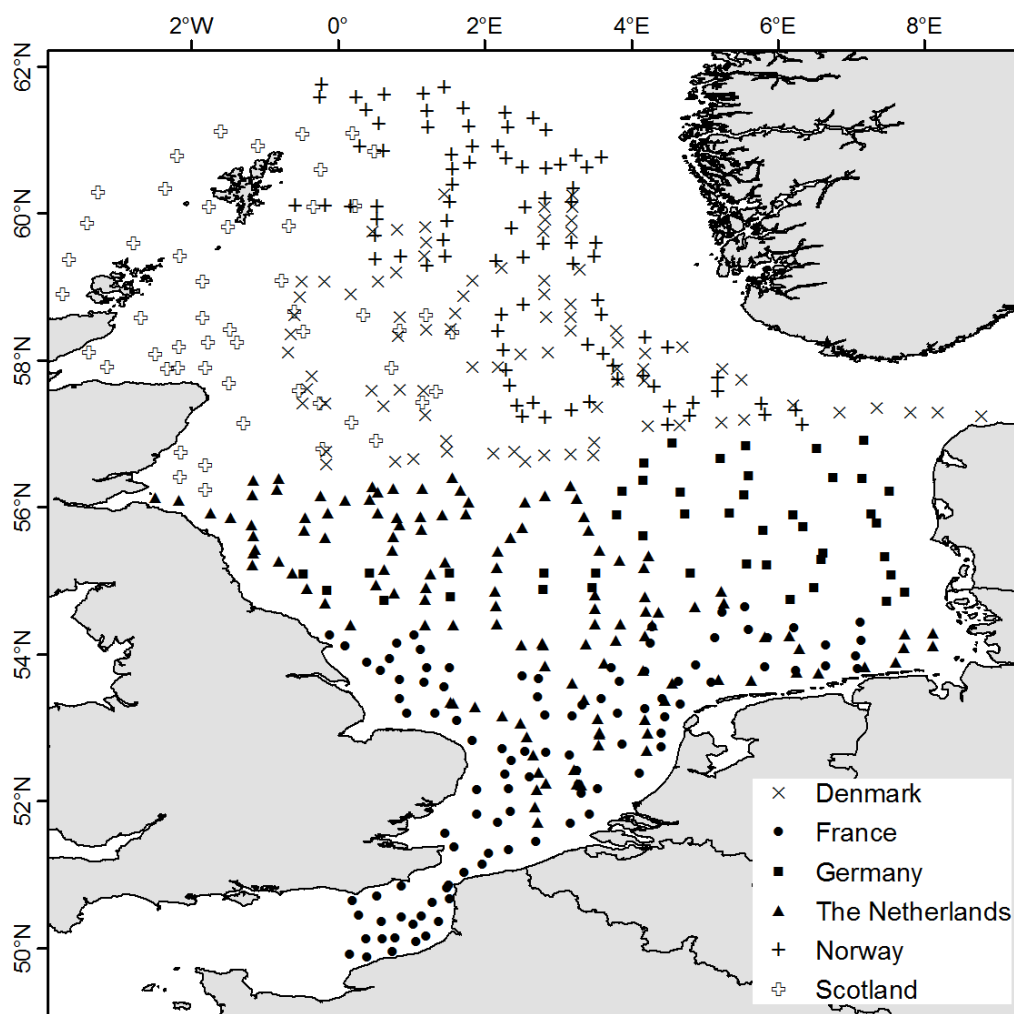 2°W 0° 2°E 4°E 6°E 8°E
62°N
60°N
58°N
56°N
54°N
52°N
50°N
Denmark
France
Germany
The Netherlands
Norway
Scotland